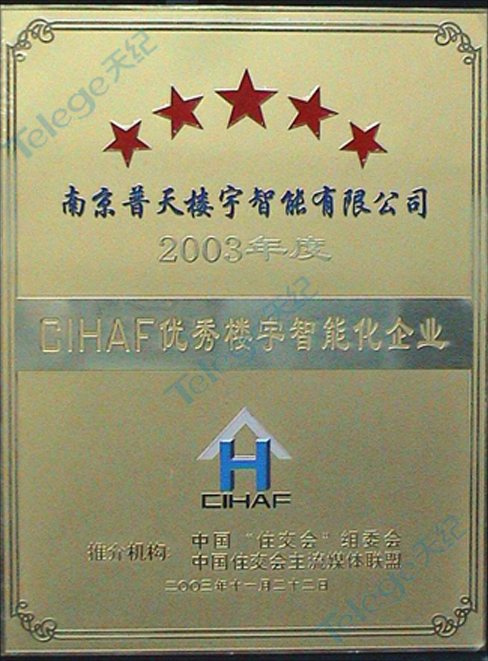 南京普天楼宇智能有限公司
2003年度
CIHAF优秀楼宇智能化企业
CIHAF
推介机构: 中国“住交会”组委会
中国住交会主流媒体联盟
二〇〇三年十一月二十二日
Telege天纪
Telege天纪
Telege天纪